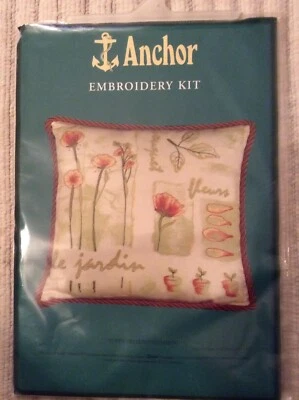 Anchor
EMBROIDERY KIT
fleurs
le jardin